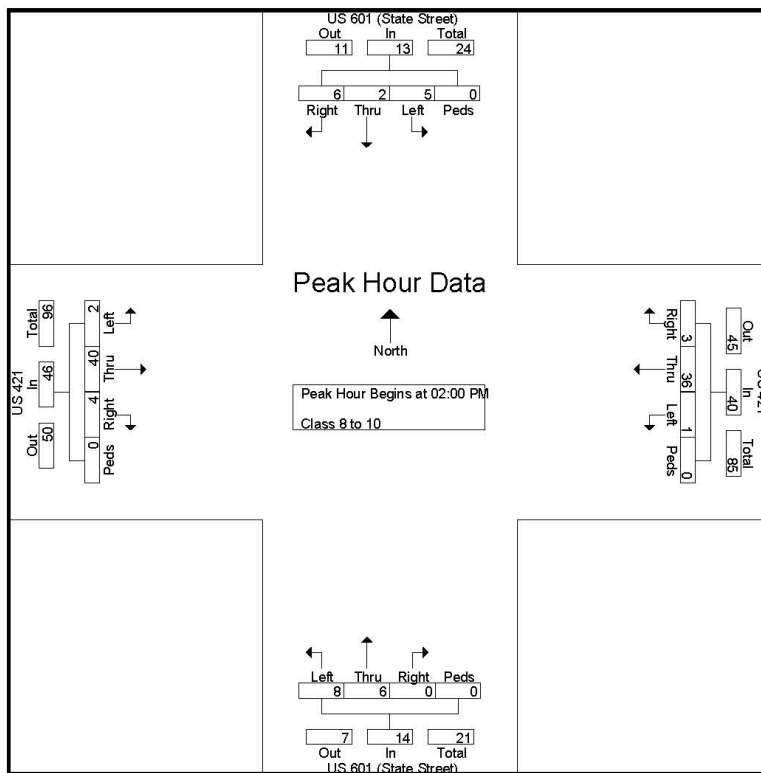 US 601 (State Street)
Out In Total
11 13 24
6 2 5 0
Right Thru Left Peds
Peak Hour Data
North
Peak Hour Begins at 02:00 PM
Class 8 to 10
US 421
Out In Total
50 46 96
Left Thru Right Peds
2 40 4 0
US 421
Out In Total
45 40 85
Right Thru Left Peds
3 36 1 0
Left Thru Right Peds
8 6 0 0
7 14 21
Out In Total
US 601 (State Street)